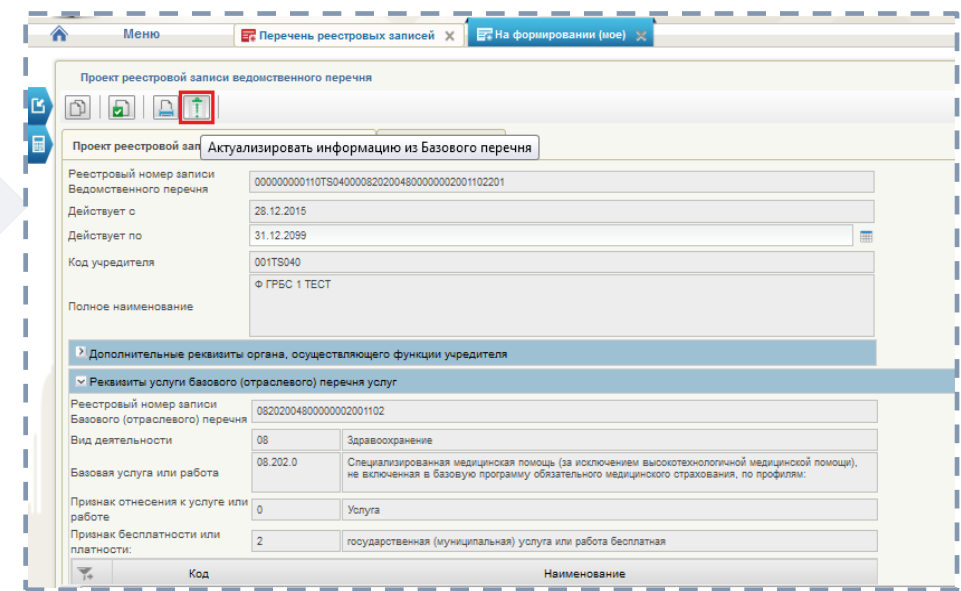 Меню
Перечень реестровых записей
На формировании (мое)
Проект реестровой записи ведомственного перечня
Проект реестровой зап
Актуализировать информацию из Базового перечня
Реестровый номер записи
Ведомственного перечня
000000000110TS04000082020048000000020011​02201
Действует с
28.12.2015
Действует по
31.12.2099
Код учредителя
001TS040
Полное наименование
Ф ГРБС 1 ТЕСТ
Дополнительные реквизиты органа, осуществляющего функции учредителя
Реквизиты услуги базового (отраслевого) перечня услуг
Реестровый номер записи
Базового (отраслевого) перечня
08202004800000002001102
Вид деятельности
08
Здравоохранение
Базовая услуга или работа
08.202.0
Специализированная медицинская помощь (за исключением высокотехнологичной медицинской помощи),
не включенная в базовую программу обязательного медицинского страхования, по профилям:
Признак отнесения к услуге или
работе
0
Услуга
Признак бесплатности или
платности:
2
государственная (муниципальная) услуга или работа бесплатная
Код
Наименование